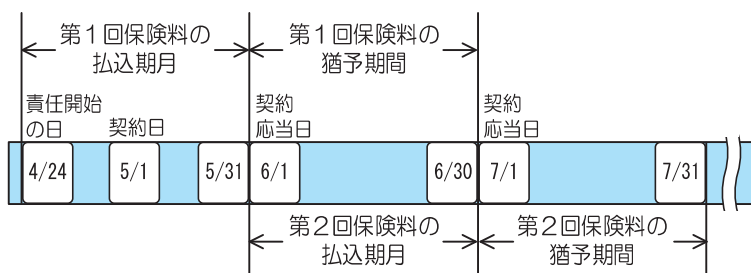 第1回保険料の
払込期月
第1回保険料の
猶予期間
責任開始
の日
契約日
契約
応当日
契約
応当日
4/24
5/1
5/31
6/1
6/30
7/1
7/31
第2回保険料の
払込期月
第2回保険料の
猶予期間